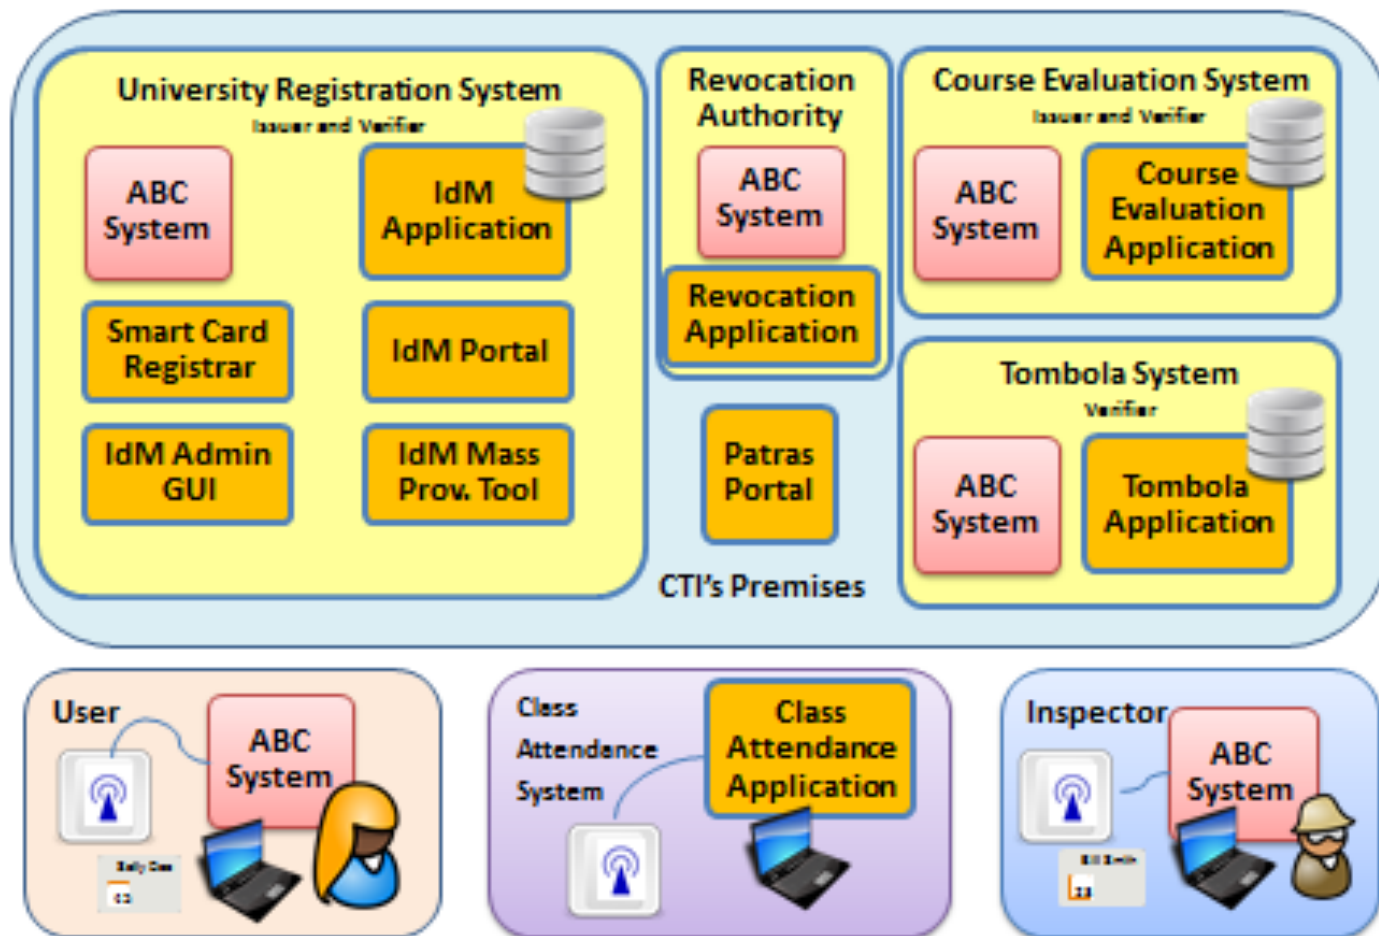 University Registration System
Issuer and Verifier
ABC
System
IdM
Application
Smart Card
Registrar
IdM Portal
IdM Admin
GUI
IdM Mass
Prov. Tool
Revocation
Authority
ABC
System
Revocation
Application
Patras
Portal
CTI's Premises
Course Evaluation System
Issuer and Verifier
ABC
System
Course
Evaluation
Application
Tombola System
Verifier
ABC
System
Tombola
Application
User
ABC
System
Class
Attendance
System
Class
Attendance
Application
Inspector
ABC
System